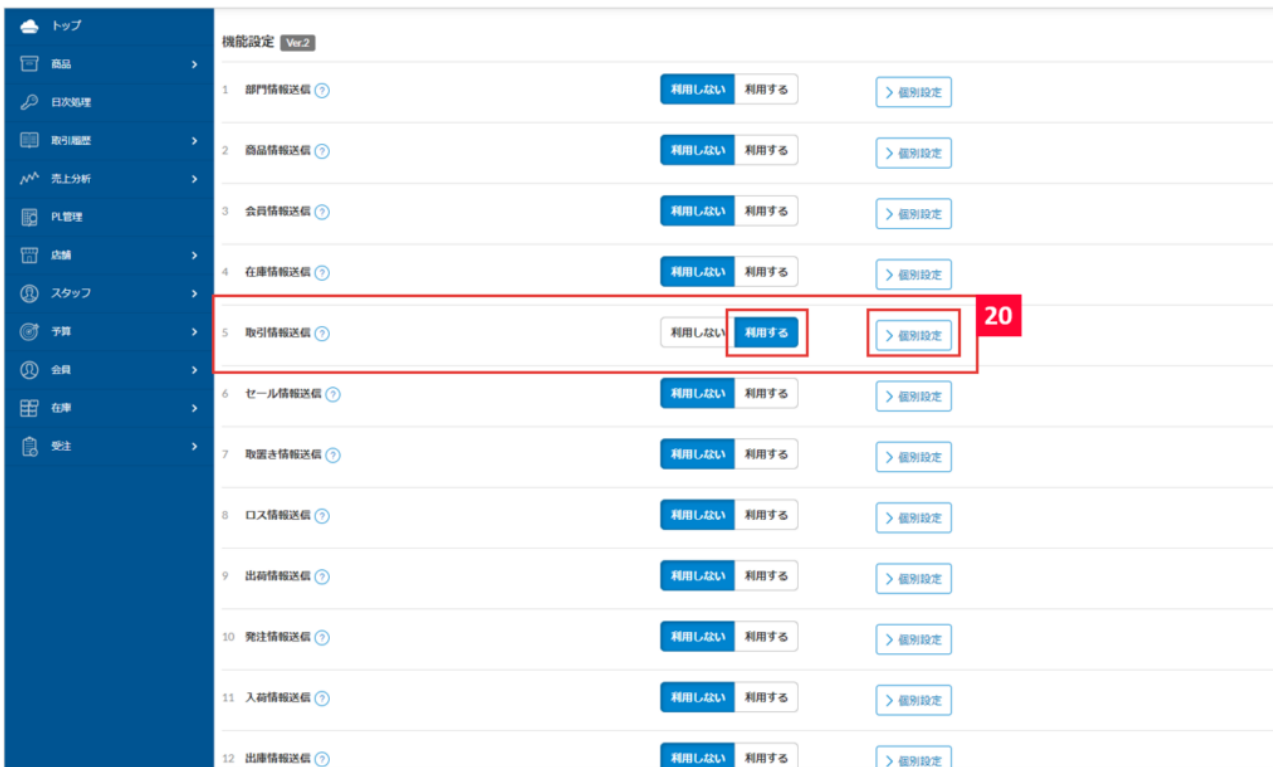 トップ
商品
日次処理
取引履歴
売上分析
PL管理
店舗
スタッフ
予算
会員
在庫
受注
機能設定 Ver.2
1 部門情報送信 ? 利用しない 利用する 個別設定
2 商品情報送信 ? 利用しない 利用する 個別設定
3 会員情報送信 ? 利用しない 利用する 個別設定
4 在庫情報送信 ? 利用しない 利用する 個別設定
5 取引情報送信 ? 利用しない 利用する 個別設定 20
6 セール情報送信 ? 利用しない 利用する 個別設定
7 取置き情報送信 ? 利用しない 利用する 個別設定
8 ロス情報送信 ? 利用しない 利用する 個別設定
9 出荷情報送信 ? 利用しない 利用する 個別設定
10 発注情報送信 ? 利用しない 利用する 個別設定
11 入荷情報送信 ? 利用しない 利用する 個別設定
12 出庫情報送信 ? 利用しない 利用する 個別設定